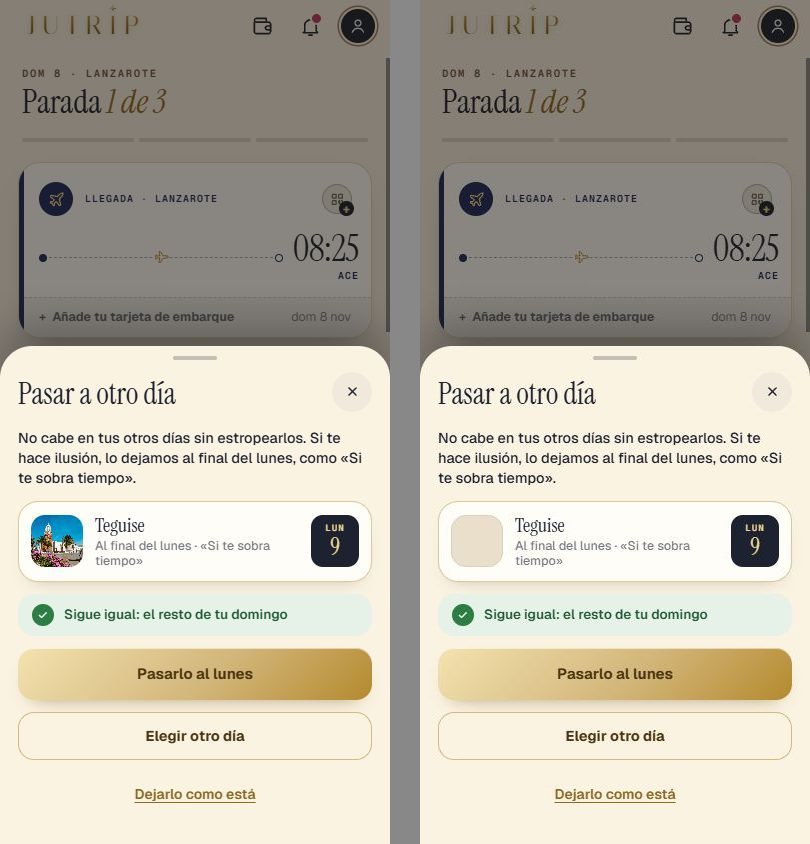 JUTRIP
DOM 8 · LANZAROTE
Parada 1 de 3
LLEGADA · LANZAROTE
08:25
ACE
+ Añade tu tarjeta de embarque
dom 8 nov
Pasar a otro día
No cabe en tus otros días sin estropearlos. Si te
hace ilusión, lo dejamos al final del lunes, como «Si
te sobra tiempo».
Teguise
Al final del lunes · «Si te sobra
tiempo»
LUN
9
Sigue igual: el resto de tu domingo
Pasarlo al lunes
Elegir otro día
Dejarlo como está
JUTRIP
DOM 8 · LANZAROTE
Parada 1 de 3
LLEGADA · LANZAROTE
08:25
ACE
+ Añade tu tarjeta de embarque
dom 8 nov
Pasar a otro día
No cabe en tus otros días sin estropearlos. Si te
hace ilusión, lo dejamos al final del lunes, como «Si
te sobra tiempo».
Teguise
Al final del lunes · «Si te sobra
tiempo»
LUN
9
Sigue igual: el resto de tu domingo
Pasarlo al lunes
Elegir otro día
Dejarlo como está